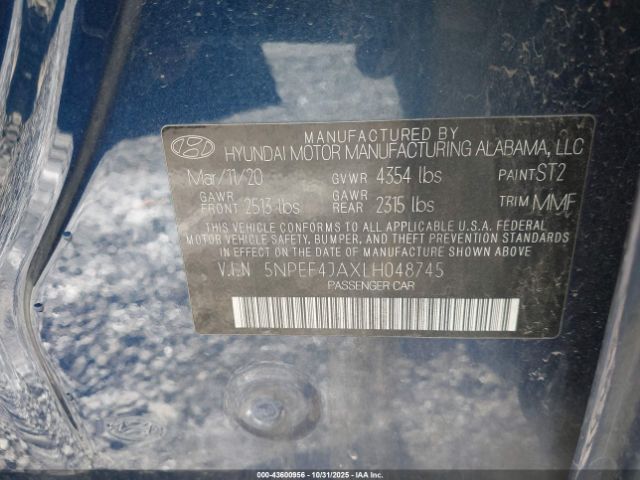 MANUFACTURED BY
HYUNDAI MOTOR MANUFACTURING ALABAMA, LLC
Mar/11/20 GVWR 4354 lbs PAINT ST2
GAWR FRONT 2513 lbs GAWR REAR 2315 lbs TRIM MMF
THIS VEHICLE CONFORMS TO ALL APPLICABLE U.S.A. FEDERAL
MOTOR VEHICLE SAFETY, BUMPER, AND THEFT PREVENTION STANDARDS
IN EFFECT ON THE DATE OF MANUFACTURE SHOWN ABOVE
V.I.N 5NPEF4JAXLH048745
PASSENGER CAR
000-43600956 - 10/31/2025 - IAA Inc.